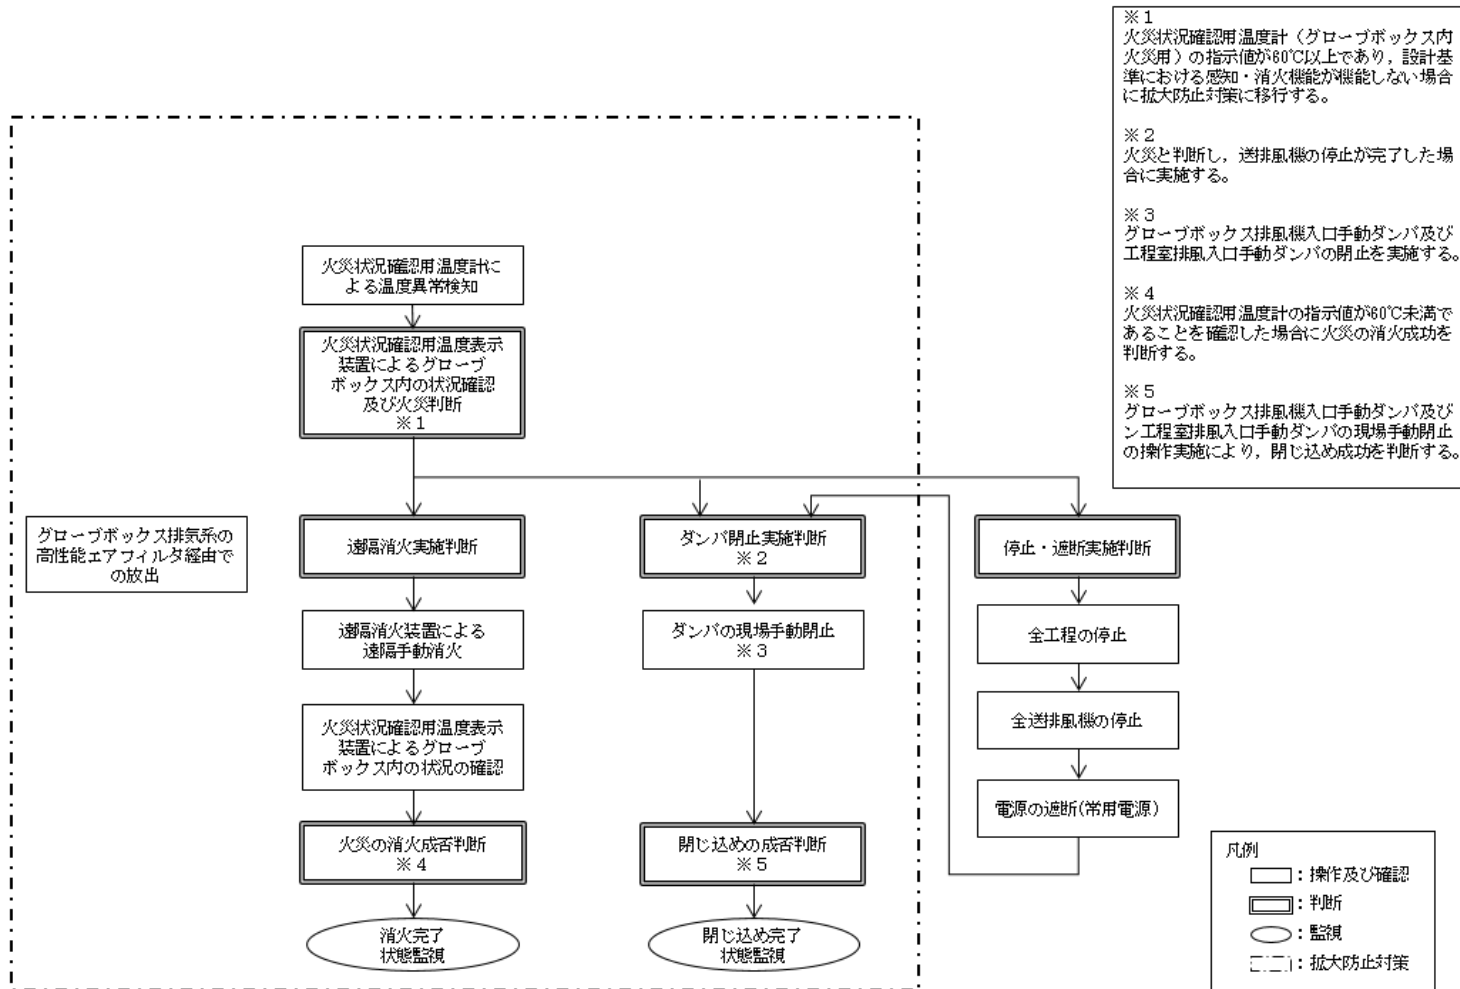 ※１
火災状況確認用温度計（グローブボックス内
火災用）の指示値が60℃以上であり，設計基
準における感知・消火機能が機能しない場合
に拡大防止対策に移行する。
※２
火災と判断し，送排風機の停止が完了した場
合に実施する。
※３
グローブボックス排風機入口手動ダンパ及び
工程室排風入口手動ダンパの閉止を実施する。
※４
火災状況確認用温度計の指示値が60℃未満で
あることを確認した場合に火災の消火成功を
判断する。
※５
グローブボックス排風機入口手動ダンパ及び
ン工程室排風入口手動ダンパの現場手動閉止
の操作実施により，閉じ込め成功を判断する。
火災状況確認用温度計に
よる温度異常検知
火災状況確認用温度表示
装置によるグローブ
ボックス内の状況確認
及び火災判断
※１
グローブボックス排気系の
高性能エアフィルタ経由で
の放出
遠隔消火実施判断
遠隔消火装置による
遠隔手動消火
火災状況確認用温度表示
装置によるグローブ
ボックス内の状況の確認
火災の消火成否判断
※４
消火完了
状態監視
ダンパ閉止実施判断
※２
ダンパの現場手動閉止
※３
閉じ込めの成否判断
※５
閉じ込め完了
状態監視
停止・遮断実施判断
全工程の停止
全送排風機の停止
電源の遮断(常用電源)
凡例
：操作及び確認
：判断
：監視
：拡大防止対策